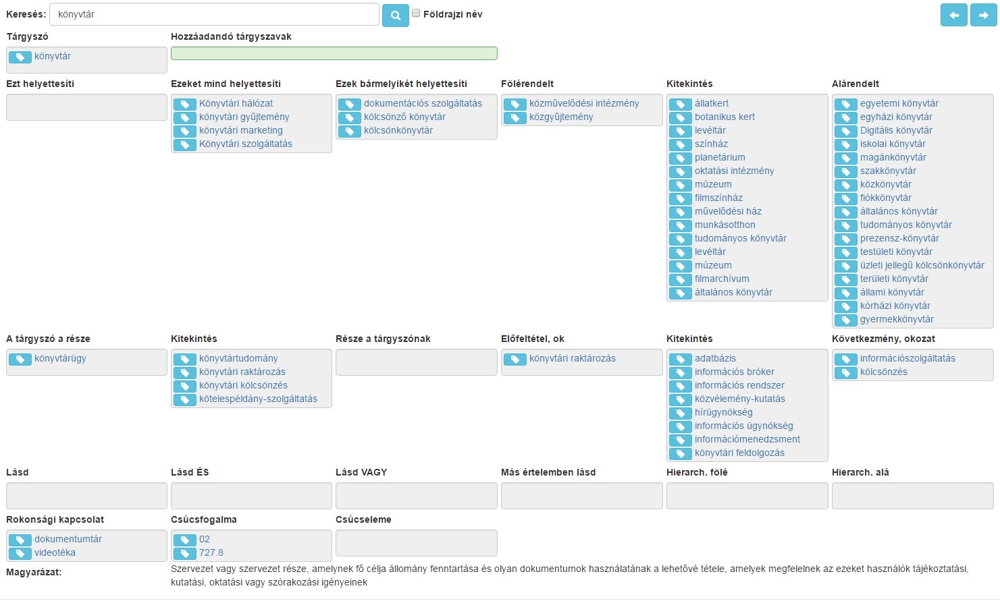 Keresés: könyvtár Földrajzi név
Tárgyszó
könyvtár
Hozzáadandó tárgyszavak
Ezt helyettesíti
Ezeket mind helyettesíti
Könyvtári hálózat
könyvtári gyűjtemény
könyvtári marketing
Könyvtári szolgáltatás
Ezek bármelyikét helyettesíti
dokumentációs szolgáltatás
kölcsönző könyvtár
kölcsönkönyvtár
Fölérendelt
közművelődési intézmény
közgyűjtemény
Kitekintés
állatkert
botanikus kert
levéltár
színház
planetárium
oktatási intézmény
múzeum
filmszínház
művelődési ház
munkásotthon
tudományos könyvtár
levéltár
múzeum
filmarchívum
általános könyvtár
Alárendelt
egyetemi könyvtár
egyházi könyvtár
Digitális könyvtár
iskolai könyvtár
magánkönyvtár
szakkönyvtár
közkönyvtár
fiókkönyvtár
általános könyvtár
tudományos könyvtár
prezensz-könyvtár
testületi könyvtár
üzleti jellegű kölcsönkönyvtár
területi könyvtár
állami könyvtár
kórházi könyvtár
gyermekkönyvtár
A tárgyszó a része
könyvtárügy
Kitekintés
könyvtártudomány
könyvtári raktározás
könyvtári kölcsönzés
kötelespéldány-szolgáltatás
Része a tárgyszónak
Előfeltétel, ok
könyvtári raktározás
Kitekintés
adatbázis
információs bróker
információs rendszer
közvélemény-kutatás
hírügynökség
információs ügynökség
információmenedzsment
könyvtári feldolgozás
Következmény, okozat
információszolgáltatás
kölcsönzés
Lásd
Lásd ÉS
Lásd VAGY
Más értelemben lásd
Hierarch. fölé
Hierarch. alá
Rokonsági kapcsolat
dokumentumtár
videotéka
Csúcsfogalma
02
727.8
Csúcseleme
Magyarázat:
Szervezet vagy szervezet része, amelynek fő célja állomány fenntartása és olyan dokumentumok használatának a lehetővé tétele, amelyek megfelelnek az ezeket használók tájékoztatási,
kutatási, oktatási vagy szórakozási igényeinek